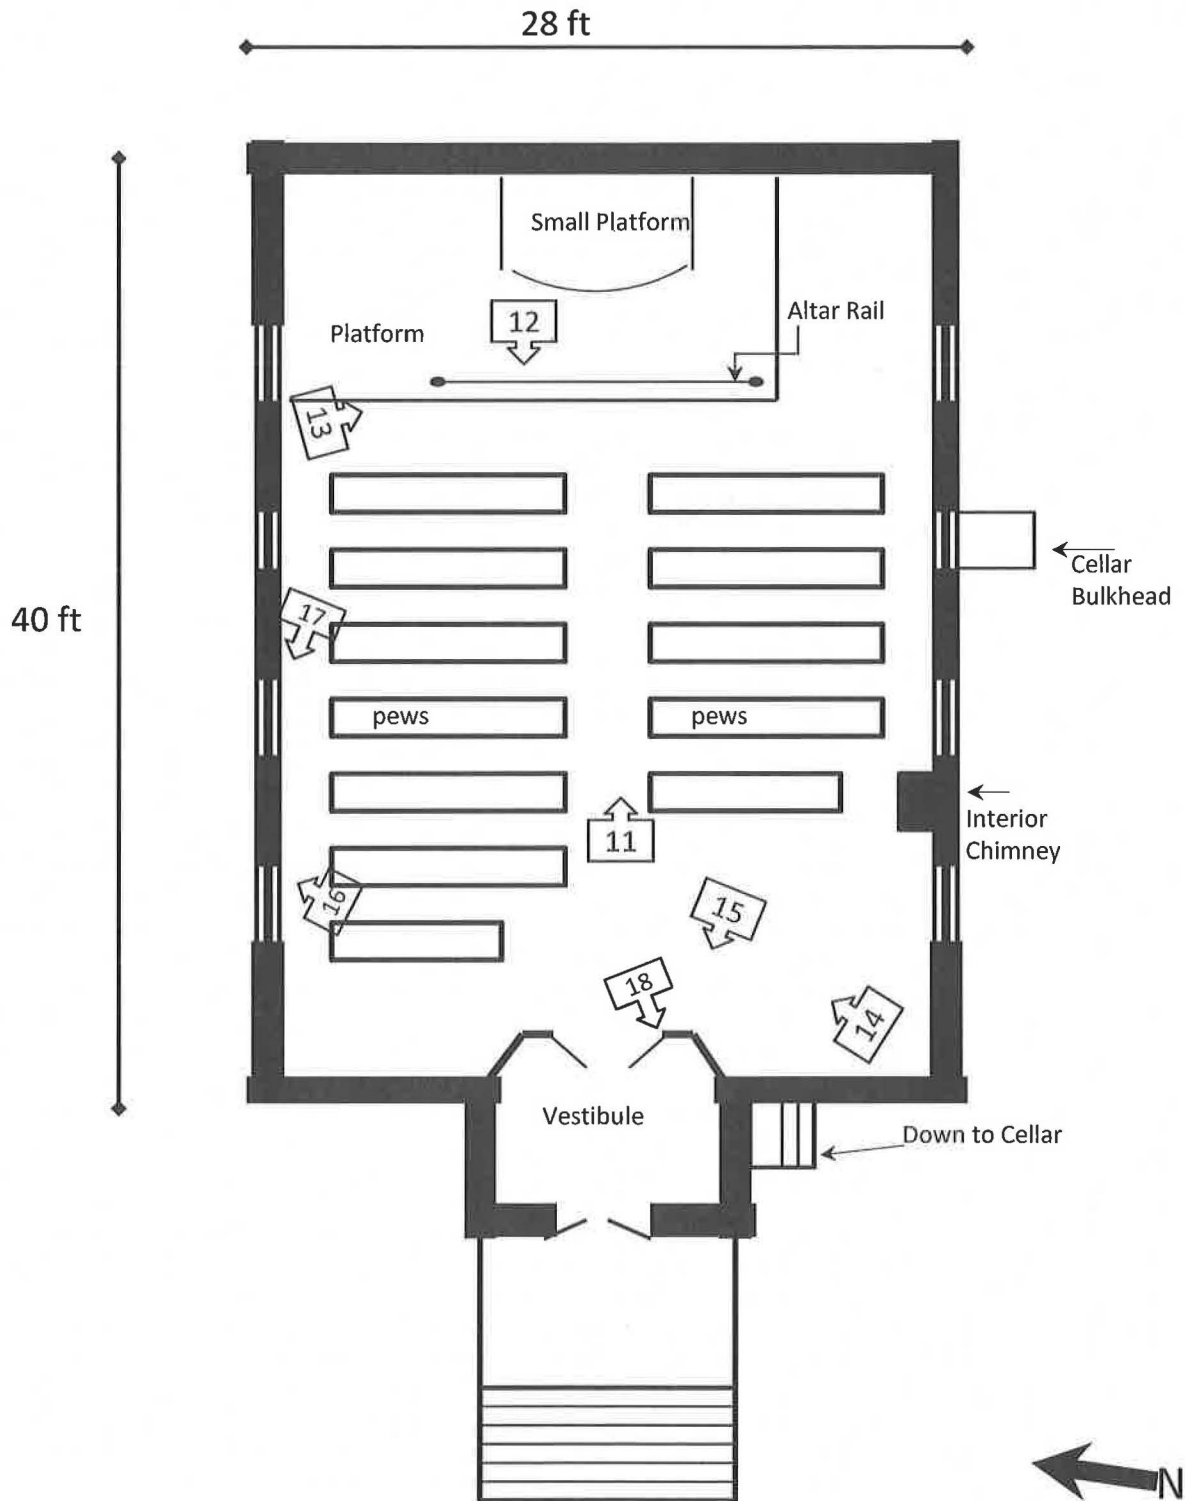 28 ft
Small Platform
Altar Rail
12
Platform
13
Cellar
Bulkhead
17
40 ft
pews
pews
Interior
Chimney
11
16
15
18
14
Vestibule
Down to Cellar
N